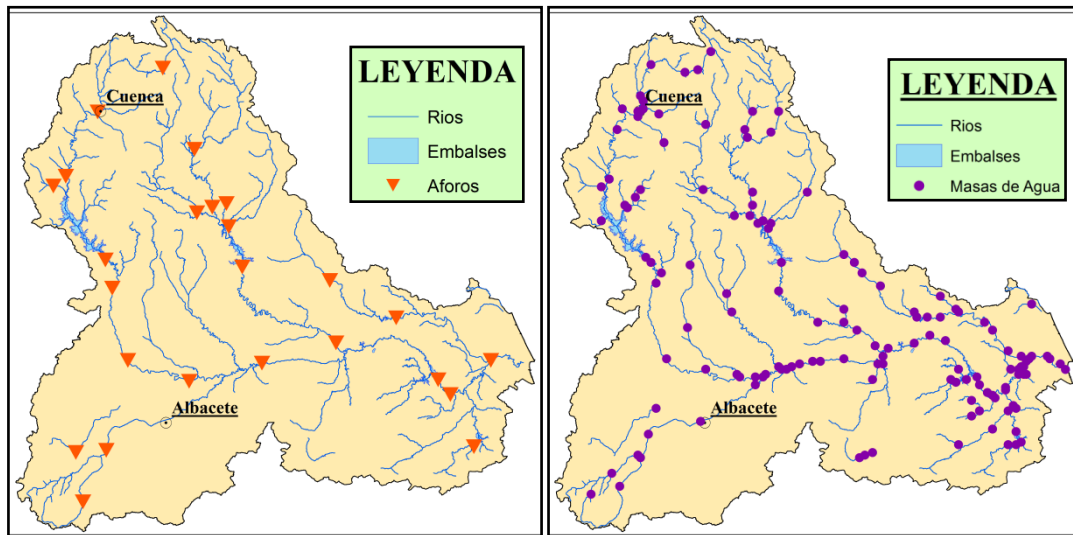 LEYENDA
Rios
Embalses
Aforos
Cuenca
Albacete
LEYENDA
Rios
Embalses
Masas de Agua
Cuenca
Albacete